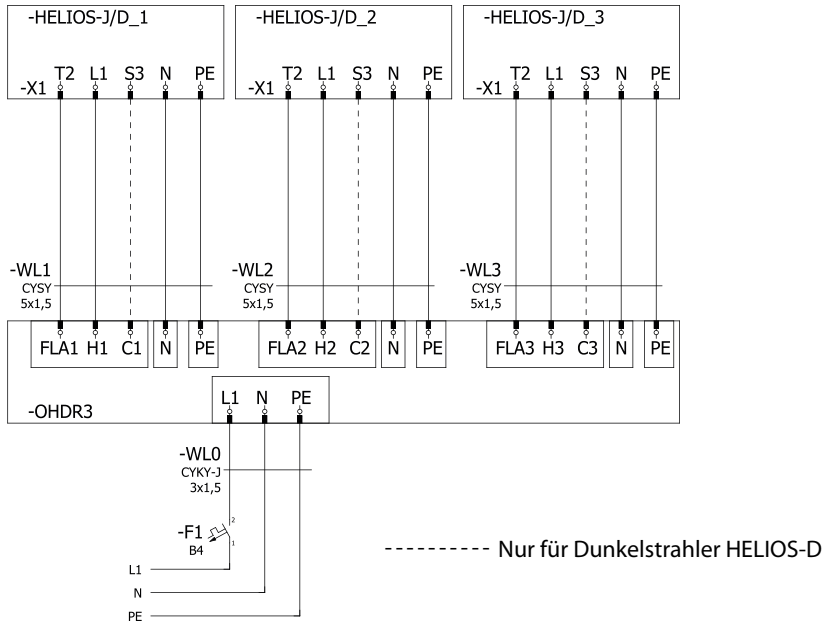 -HELIOS-J/D_1 -HELIOS-J/D_2 -HELIOS-J/D_3
T2 L1 S3 N PE T2 L1 S3 N PE T2 L1 S3 N PE
-X1 -X1 -X1
-WL1 -WL2 -WL3
CYSY CYSY CYSY
5x1,5 5x1,5 5x1,5
FLA1 H1 C1 N PE FLA2 H2 C2 N PE FLA3 H3 C3 N PE
L1 N PE
-OHDR3
-WL0
CYKY-J
3x1,5
2
-F1
1
B4
Nur für Dunkelstrahler HELIOS-D
L1
N
PE